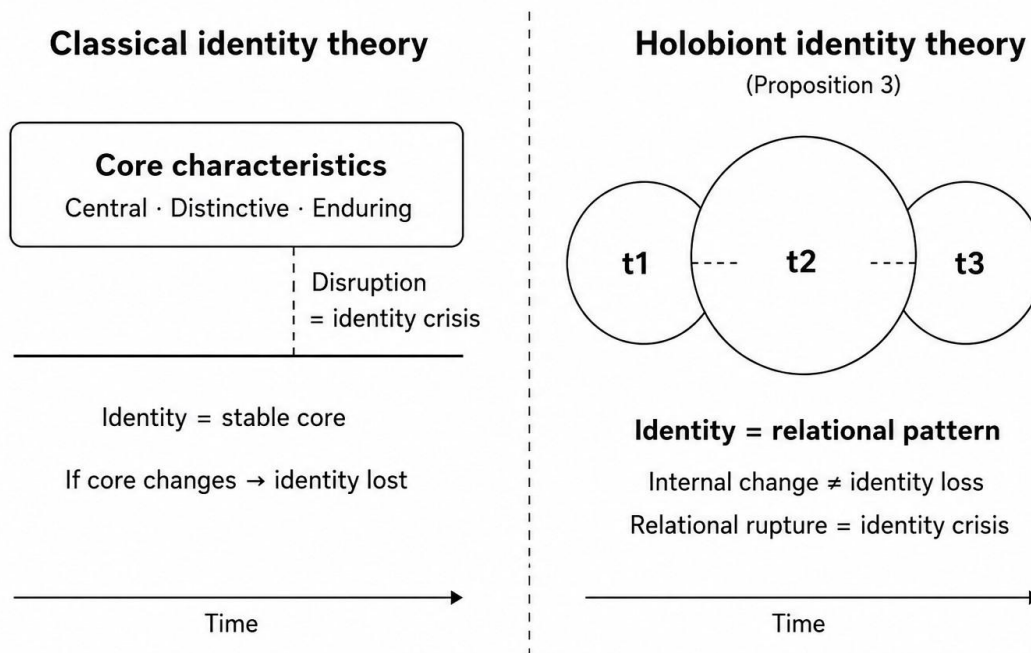 Classical identity theory
Core characteristics
Central · Distinctive · Enduring
Disruption
= identity crisis
Identity = stable core
If core changes → identity lost
Time
Holobiont identity theory
(Proposition 3)
t1
t2
t3
Identity = relational pattern
Internal change ≠ identity loss
Relational rupture = identity crisis
Time